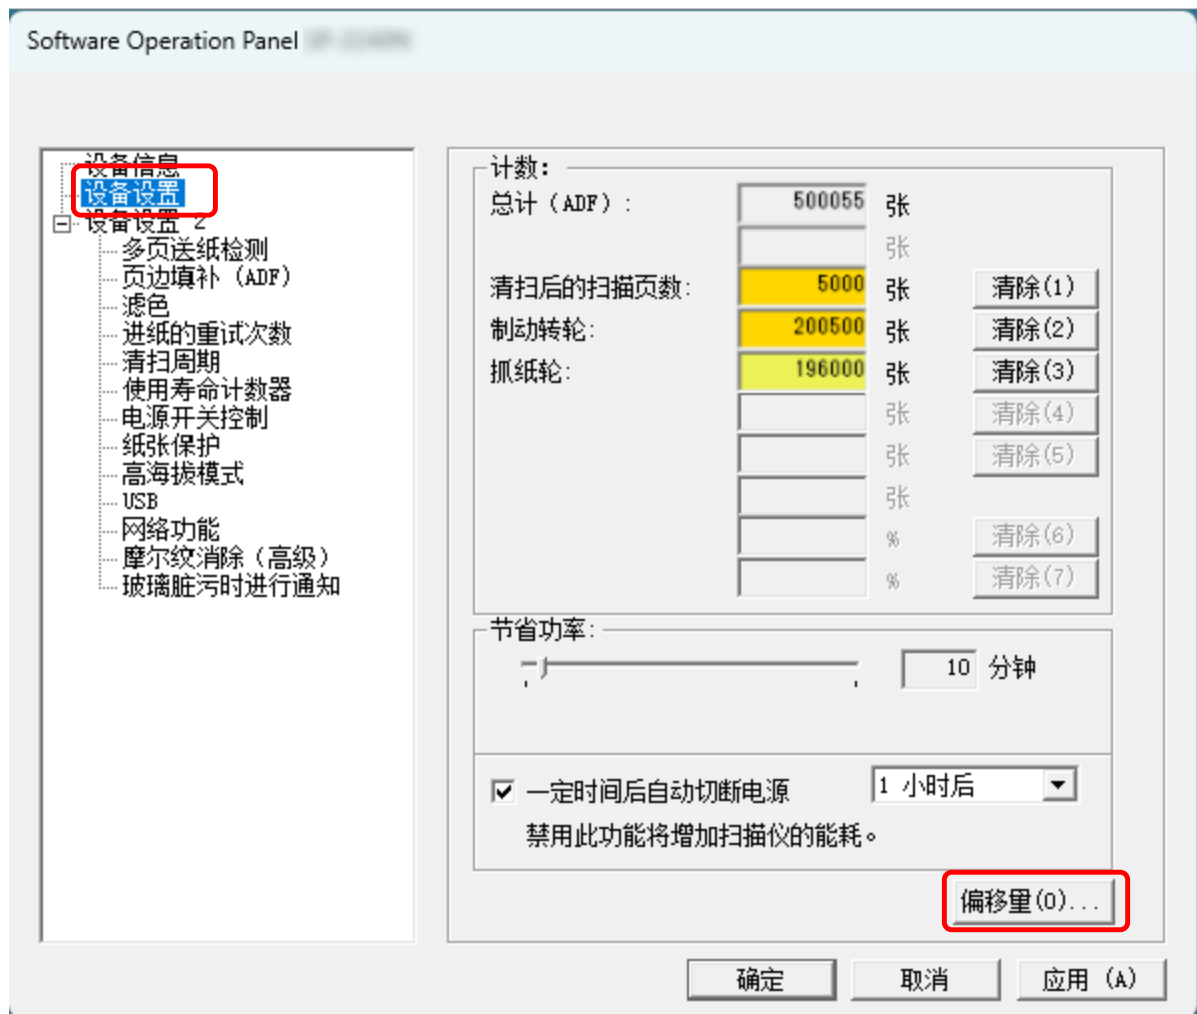 Software Operation Panel
设备信息
设备设置
设备设置 2
多页送纸检测
页边填补（ADF）
滤色
进纸的重试次数
清扫周期
使用寿命计数器
电源开关控制
纸张保护
高海拔模式
USB
网络功能
摩尔纹消除（高级）
玻璃脏污时进行通知
计数:
总计（ADF）: 500055 张
张
清扫后的扫描页数: 5000 张 清除(1)
制动转轮: 200500 张 清除(2)
抓纸轮: 196000 张 清除(3)
张 清除(4)
张 清除(5)
张
% 清除(6)
% 清除(7)
节省功率:
10 分钟
一定时间后自动切断电源 1 小时后
禁用此功能将增加扫描仪的能耗。
偏移量(O)...
确定 取消 应用 (A)